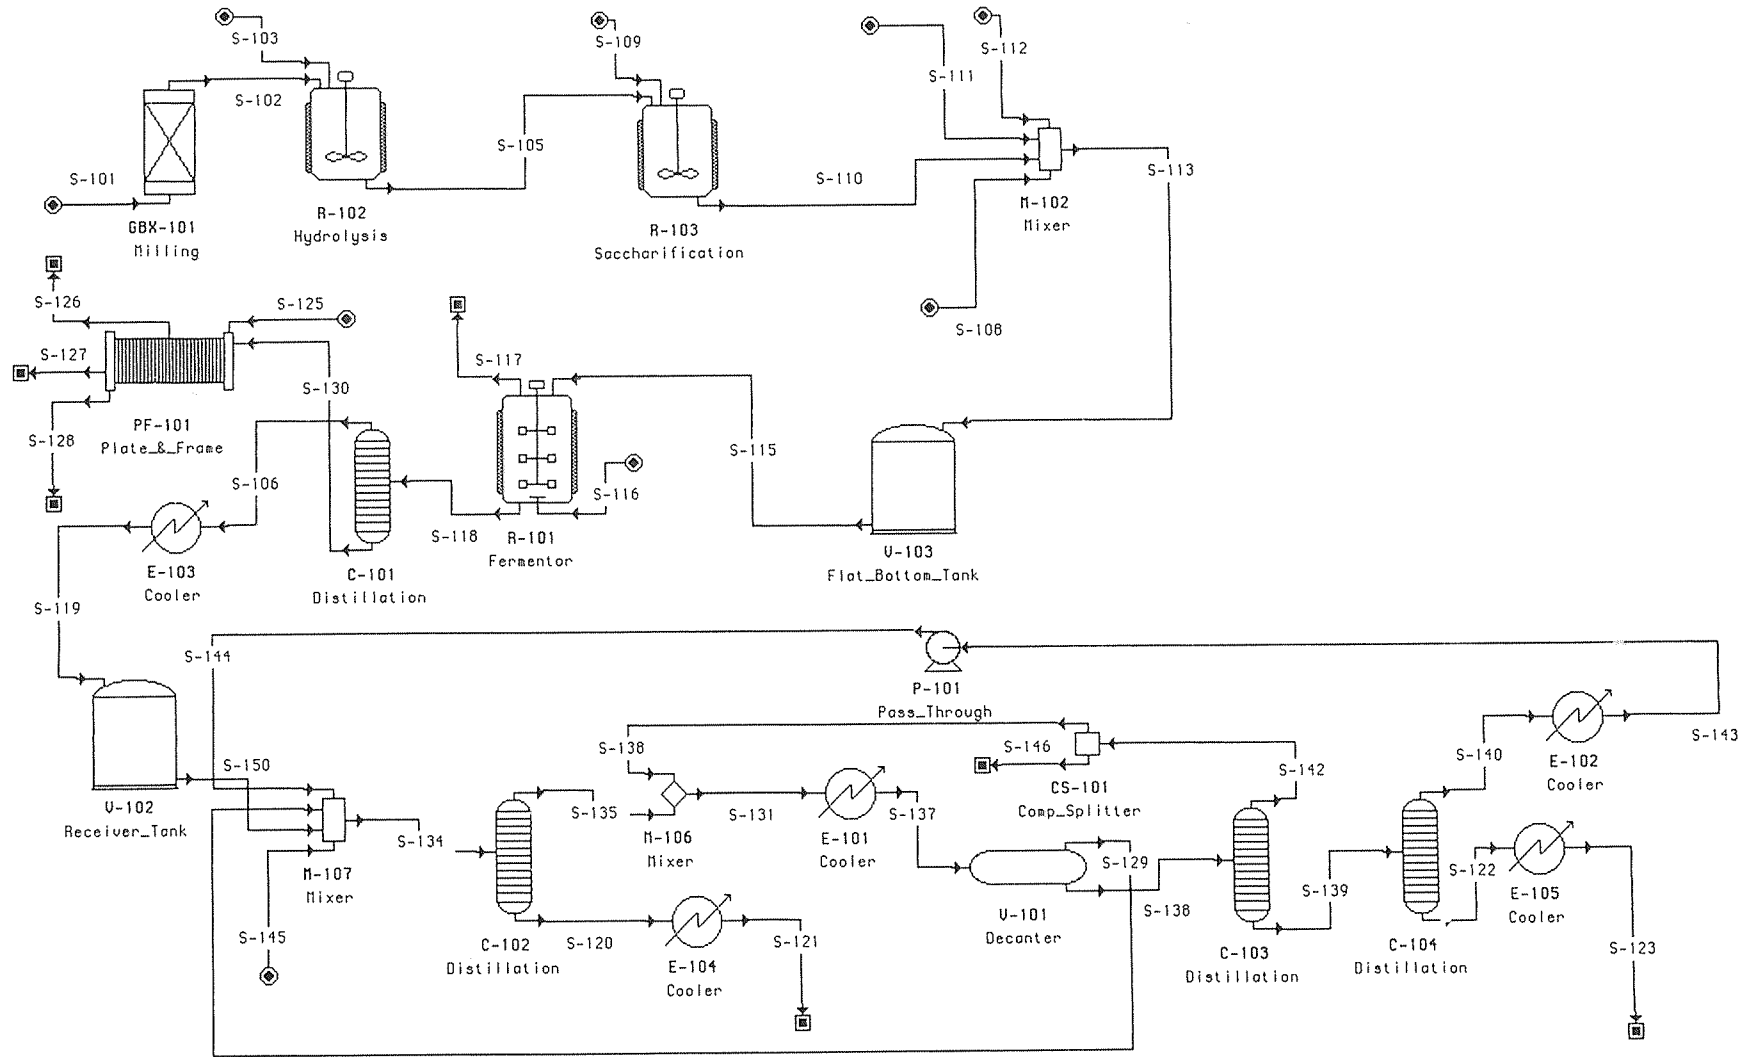 S-103
S-109
S-112
S-111
S-102
S-105
S-101
S-110
S-113
GBX-101
Milling
R-102
Hydrolysis
R-103
Saccharification
M-102
Mixer
S-126
S-125
S-108
S-127
S-117
S-130
PF-101
Plate_&_Frame
S-128
S-106
S-115
S-116
S-118
R-101
Fermentor
V-103
Flat_Bottom_Tank
E-103
Cooler
C-101
Distillation
S-119
S-144
P-101
Pass_Through
S-138
S-146
S-142
S-140
S-143
E-102
Cooler
S-150
CS-101
Comp_Splitter
V-102
Receiver_Tank
S-135
M-106
Mixer
S-131
E-101
Cooler
S-137
S-134
S-129
M-107
Mixer
S-139
S-122
E-105
Cooler
V-101
Decanter
S-138
S-145
C-102
Distillation
S-120
E-104
Cooler
S-121
C-103
Distillation
C-104
Distillation
S-123